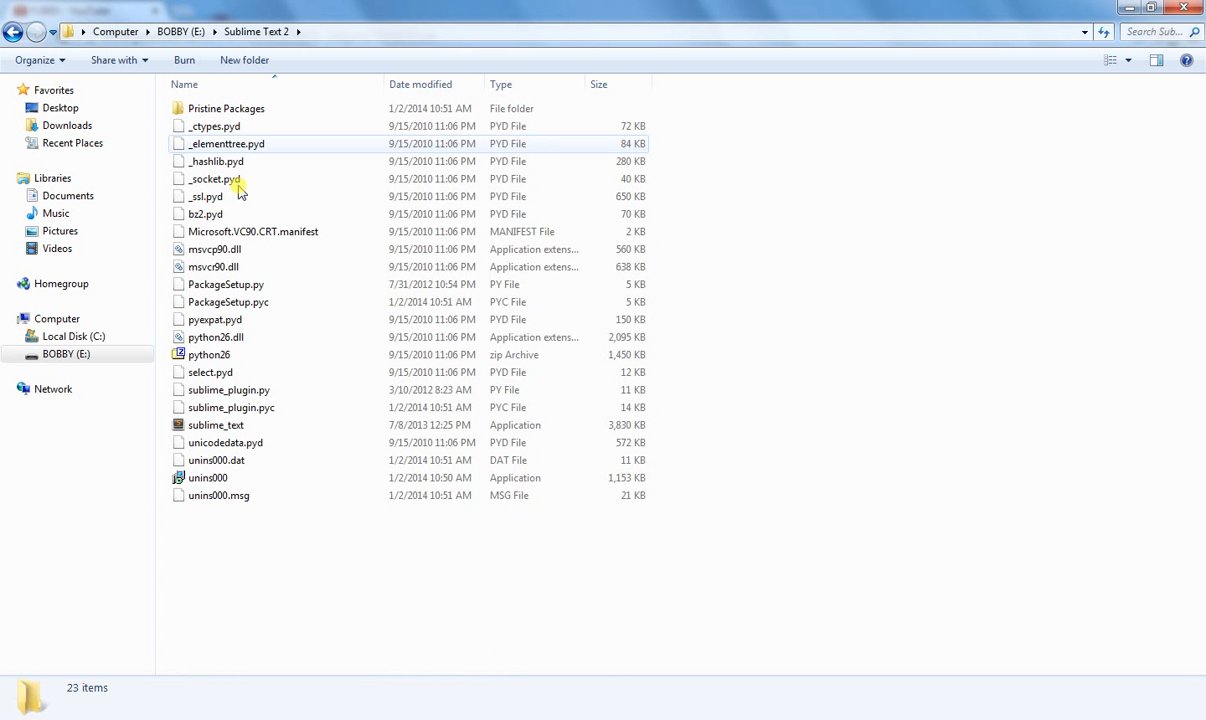 Computer BOBBY (E:) Sublime Text 2 Search Sub...
Organize Share with Burn New folder
Name Date modified Type Size
Favorites
Desktop
Downloads
Recent Places
Libraries
Documents
Music
Pictures
Videos
Homegroup
Computer
Local Disk (C:)
BOBBY (E:)
Network
Pristine Packages 1/2/2014 10:51 AM File folder
_ctypes.pyd 9/15/2010 11:06 PM PYD File 72 KB
_elementtree.pyd 9/15/2010 11:06 PM PYD File 84 KB
_hashlib.pyd 9/15/2010 11:06 PM PYD File 280 KB
_socket.pyd 9/15/2010 11:06 PM PYD File 40 KB
_ssl.pyd 9/15/2010 11:06 PM PYD File 650 KB
bz2.pyd 9/15/2010 11:06 PM PYD File 70 KB
Microsoft.VC90.CRT.manifest 9/15/2010 11:06 PM MANIFEST File 2 KB
msvcp90.dll 9/15/2010 11:06 PM Application extens... 560 KB
msvcr90.dll 9/15/2010 11:06 PM Application extens... 638 KB
PackageSetup.py 7/31/2012 10:54 PM PY File 5 KB
PackageSetup.pyc 1/2/2014 10:51 AM PYC File 5 KB
pyexpat.pyd 9/15/2010 11:06 PM PYD File 150 KB
python26.dll 9/15/2010 11:06 PM Application extens... 2,095 KB
python26 9/15/2010 11:06 PM zip Archive 1,450 KB
select.pyd 9/15/2010 11:06 PM PYD File 12 KB
sublime_plugin.py 3/10/2012 8:23 AM PY File 11 KB
sublime_plugin.pyc 1/2/2014 10:51 AM PYC File 14 KB
sublime_text 7/8/2013 12:25 PM Application 3,830 KB
unicodedata.pyd 9/15/2010 11:06 PM PYD File 572 KB
unins000.dat 1/2/2014 10:51 AM DAT File 11 KB
unins000 1/2/2014 10:50 AM Application 1,153 KB
unins000.msg 1/2/2014 10:51 AM MSG File 21 KB
23 items